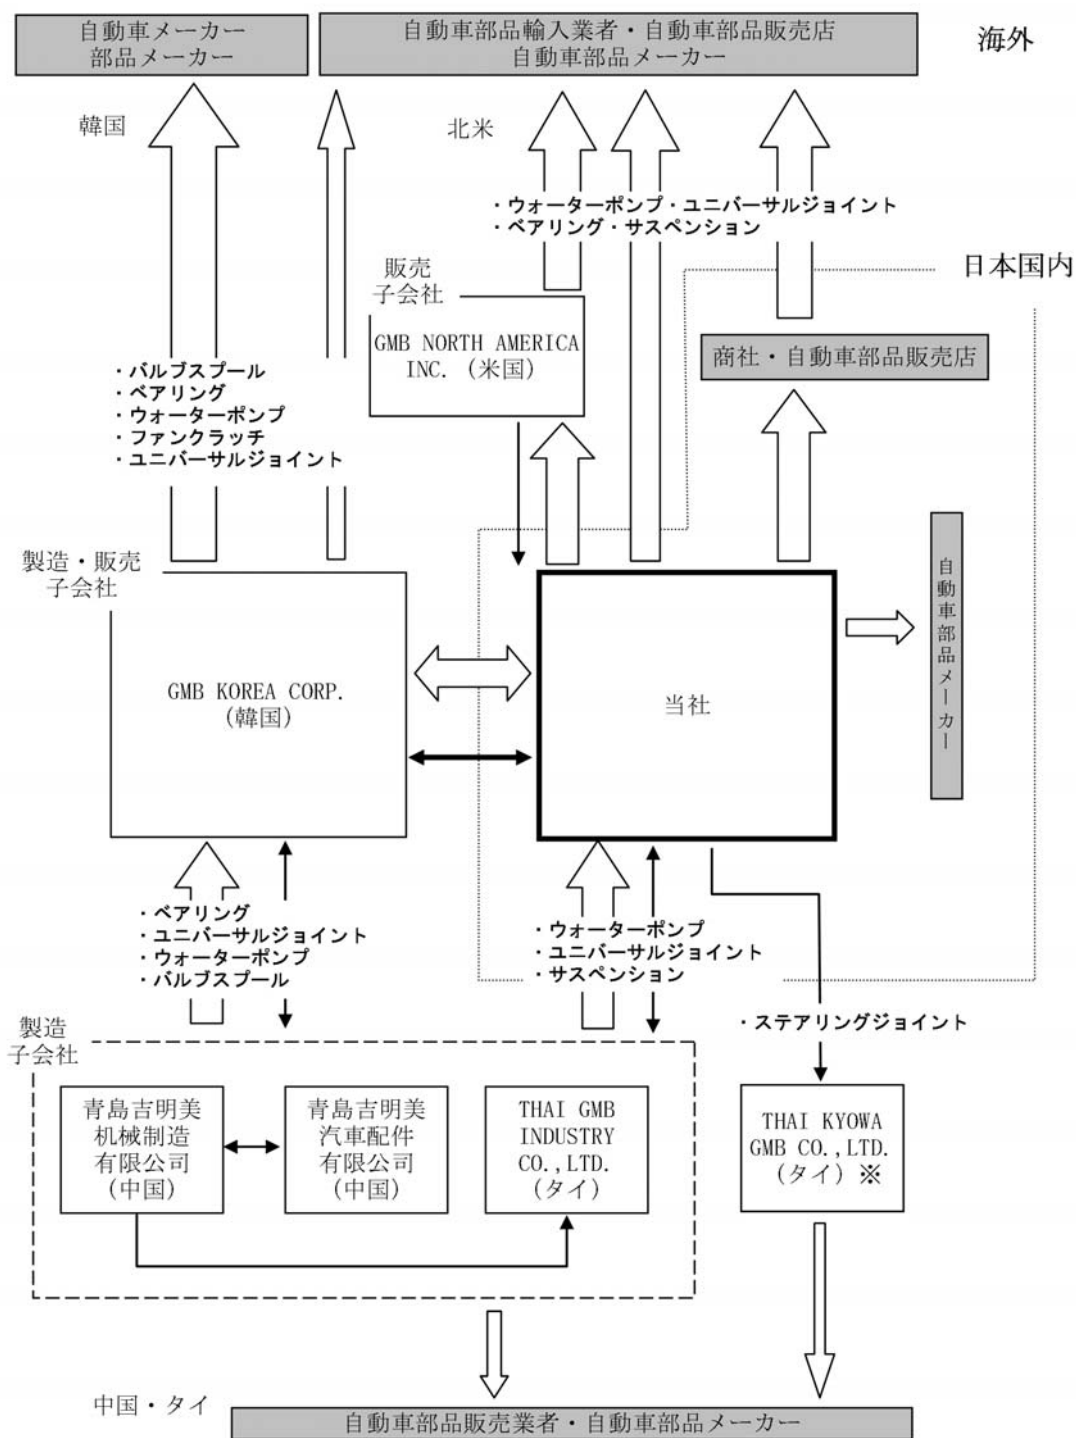 自動車メーカー
部品メーカー
自動車部品輸入業者・自動車部品販売店
自動車部品メーカー
海外
韓国
北米
・ウォーターポンプ・ユニバーサルジョイント
・ベアリング・サスペンション
日本国内
販売
子会社
GMB NORTH AMERICA
INC.（米国）
商社・自動車部品販売店
・バルブスプール
・ベアリング
・ウォーターポンプ
・ファンクラッチ
・ユニバーサルジョイント
製造・販売
子会社
GMB KOREA CORP.
（韓国）
当社
自動車部品メーカー
・ベアリング
・ユニバーサルジョイント
・ウォーターポンプ
・バルブスプール
・ウォーターポンプ
・ユニバーサルジョイント
・サスペンション
・ステアリングジョイント
製造
子会社
青島吉明美
机械制造
有限公司
（中国）
青島吉明美
汽車配件
有限公司
（中国）
THAI GMB
INDUSTRY
CO.,LTD.
（タイ）
THAI KYOWA
GMB CO.,LTD.
（タイ）※
中国・タイ
自動車部品販売業者・自動車部品メーカー